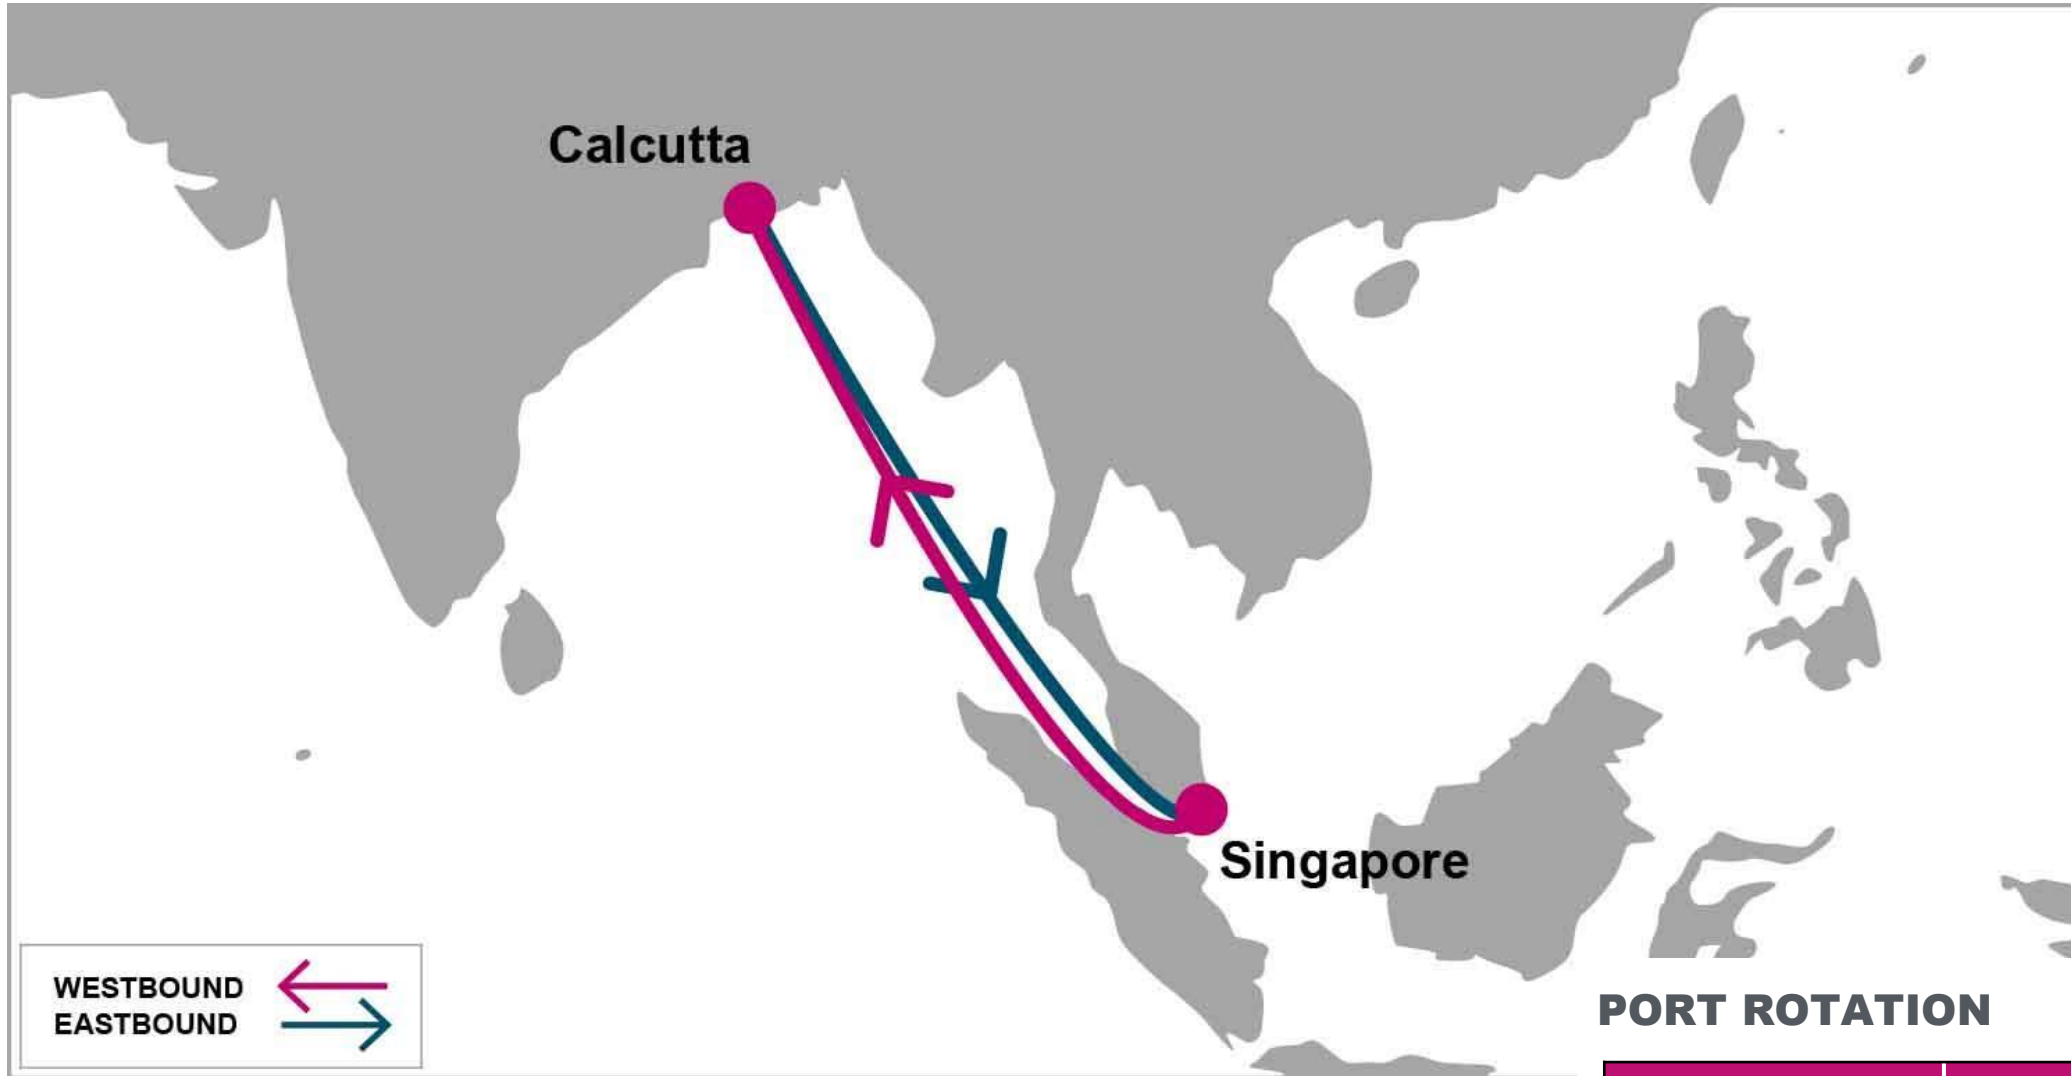 Calcutta
Singapore
WESTBOUND
EASTBOUND
PORT ROTATION